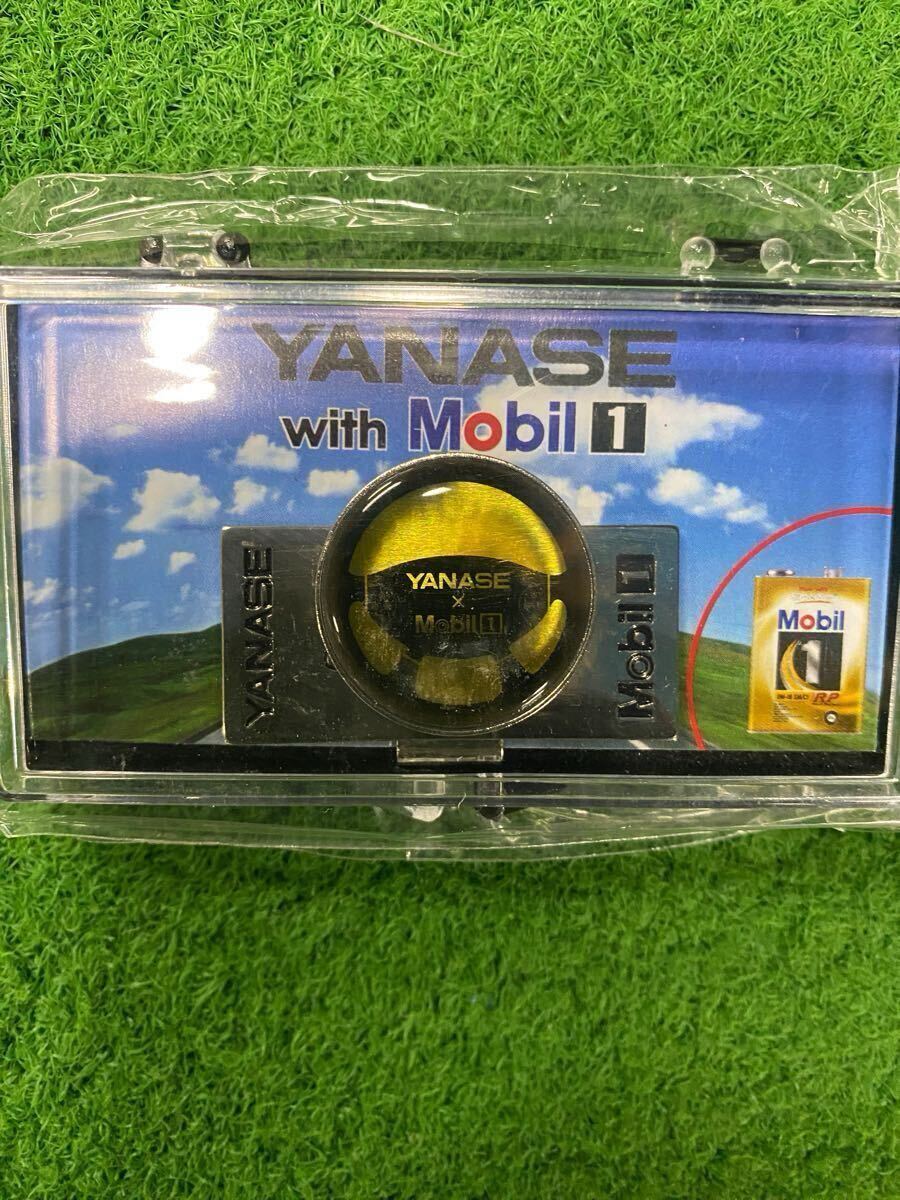 YANASE
with Mobil 1
YANASE
YANASE
×
Mobil 1
Mobil 1
Mobil
1
RP